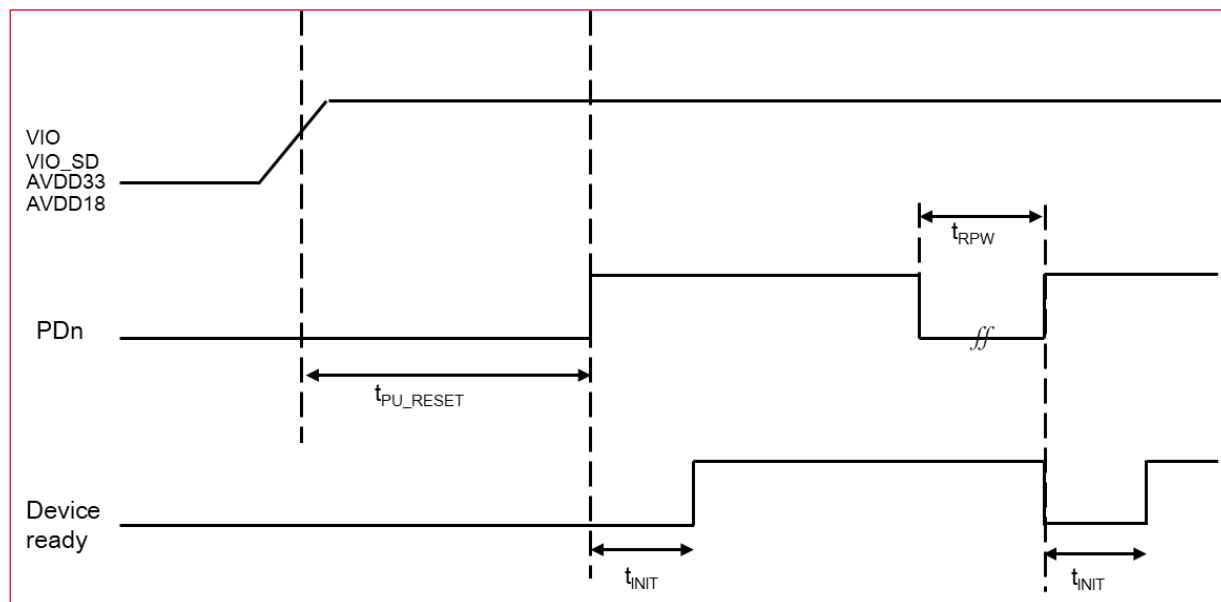 VIO
VIO_SD
AVDD33
AVDD18
tRPW
PDn
tPU_RESET
Device
ready
tINIT
tINIT